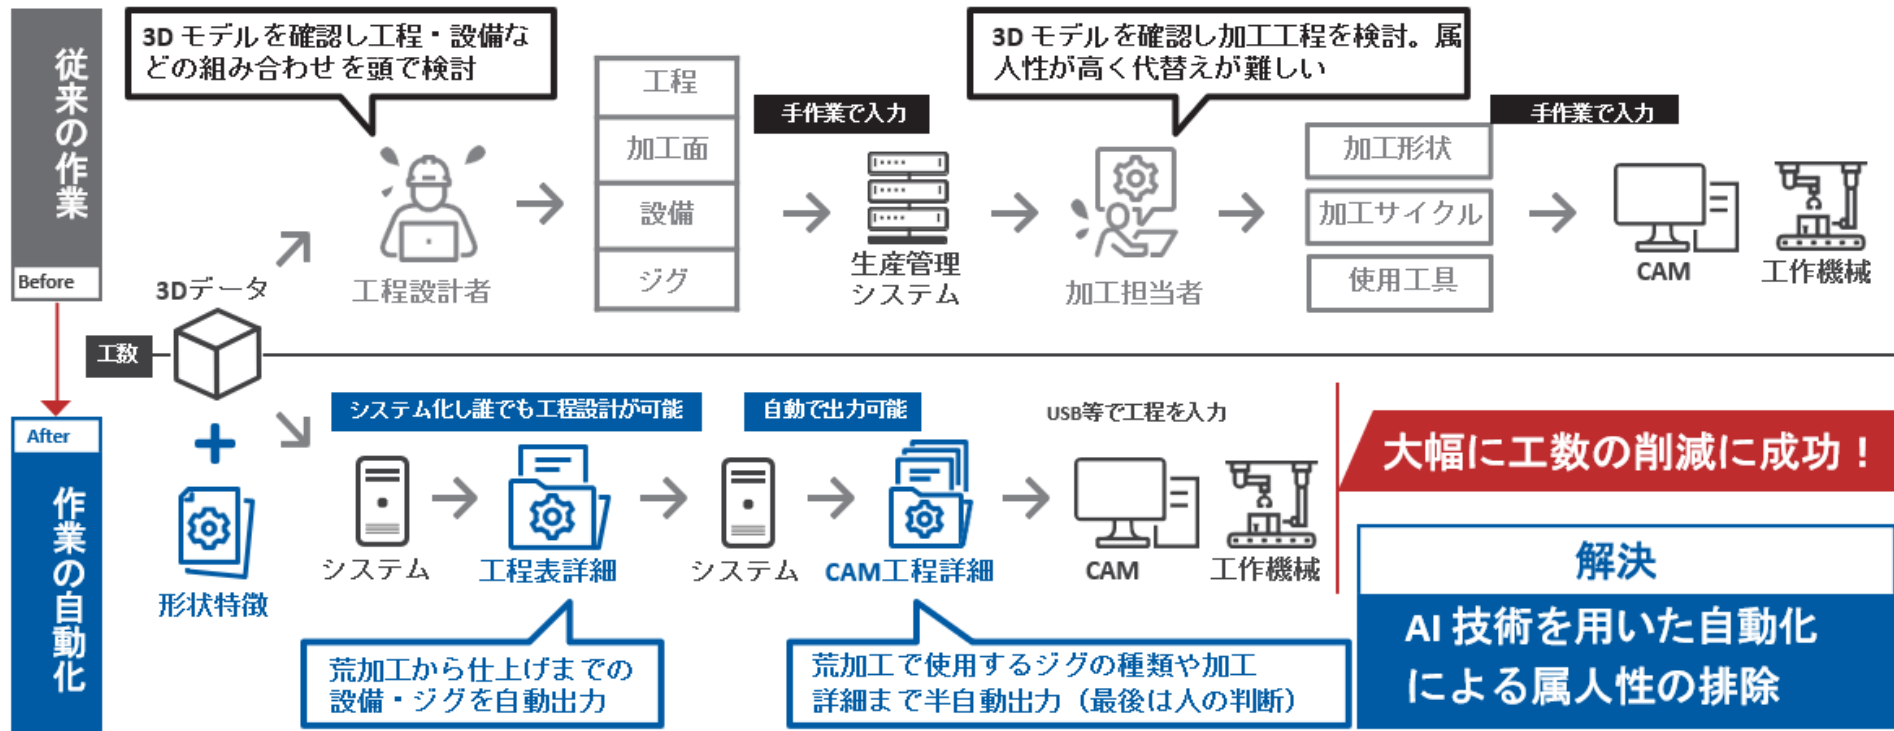 従来の作業
Before
3Dモデルを確認し工程・設備な
どの組み合わせを頭で検討
工程設計者
工程
加工面
設備
ジグ
手作業で入力
生産管理
システム
3Dモデルを確認し加工工程を検討。属
人性が高く代替えが難しい
加工担当者
加工形状
加工サイクル
使用工具
手作業で入力
CAM
工作機械
3Dデータ
工数
After
作業の自動化
形状特徴
システム化し誰でも工程設計が可能
システム
工程表詳細
荒加工から仕上げまでの
設備・ジグを自動出力
自動で出力可能
システム
CAM工程詳細
荒加工で使用するジグの種類や加工
詳細まで半自動出力（最後は人の判断）
USB等で工程を入力
CAM
工作機械
大幅に工数の削減に成功！
解決
AI技術を用いた自動化
による属人性の排除